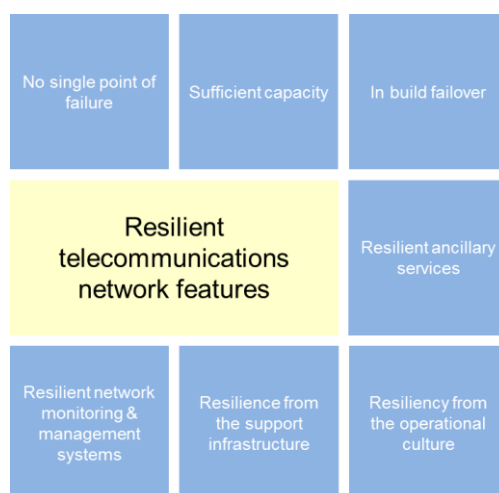 No single point of
failure
Sufficient capacity
In build failover
Resilient
telecommunications
network features
Resilient ancillary
services
Resilient network
monitoring &
management
systems
Resilience from
the support
infrastructure
Resiliency from
the operational
culture